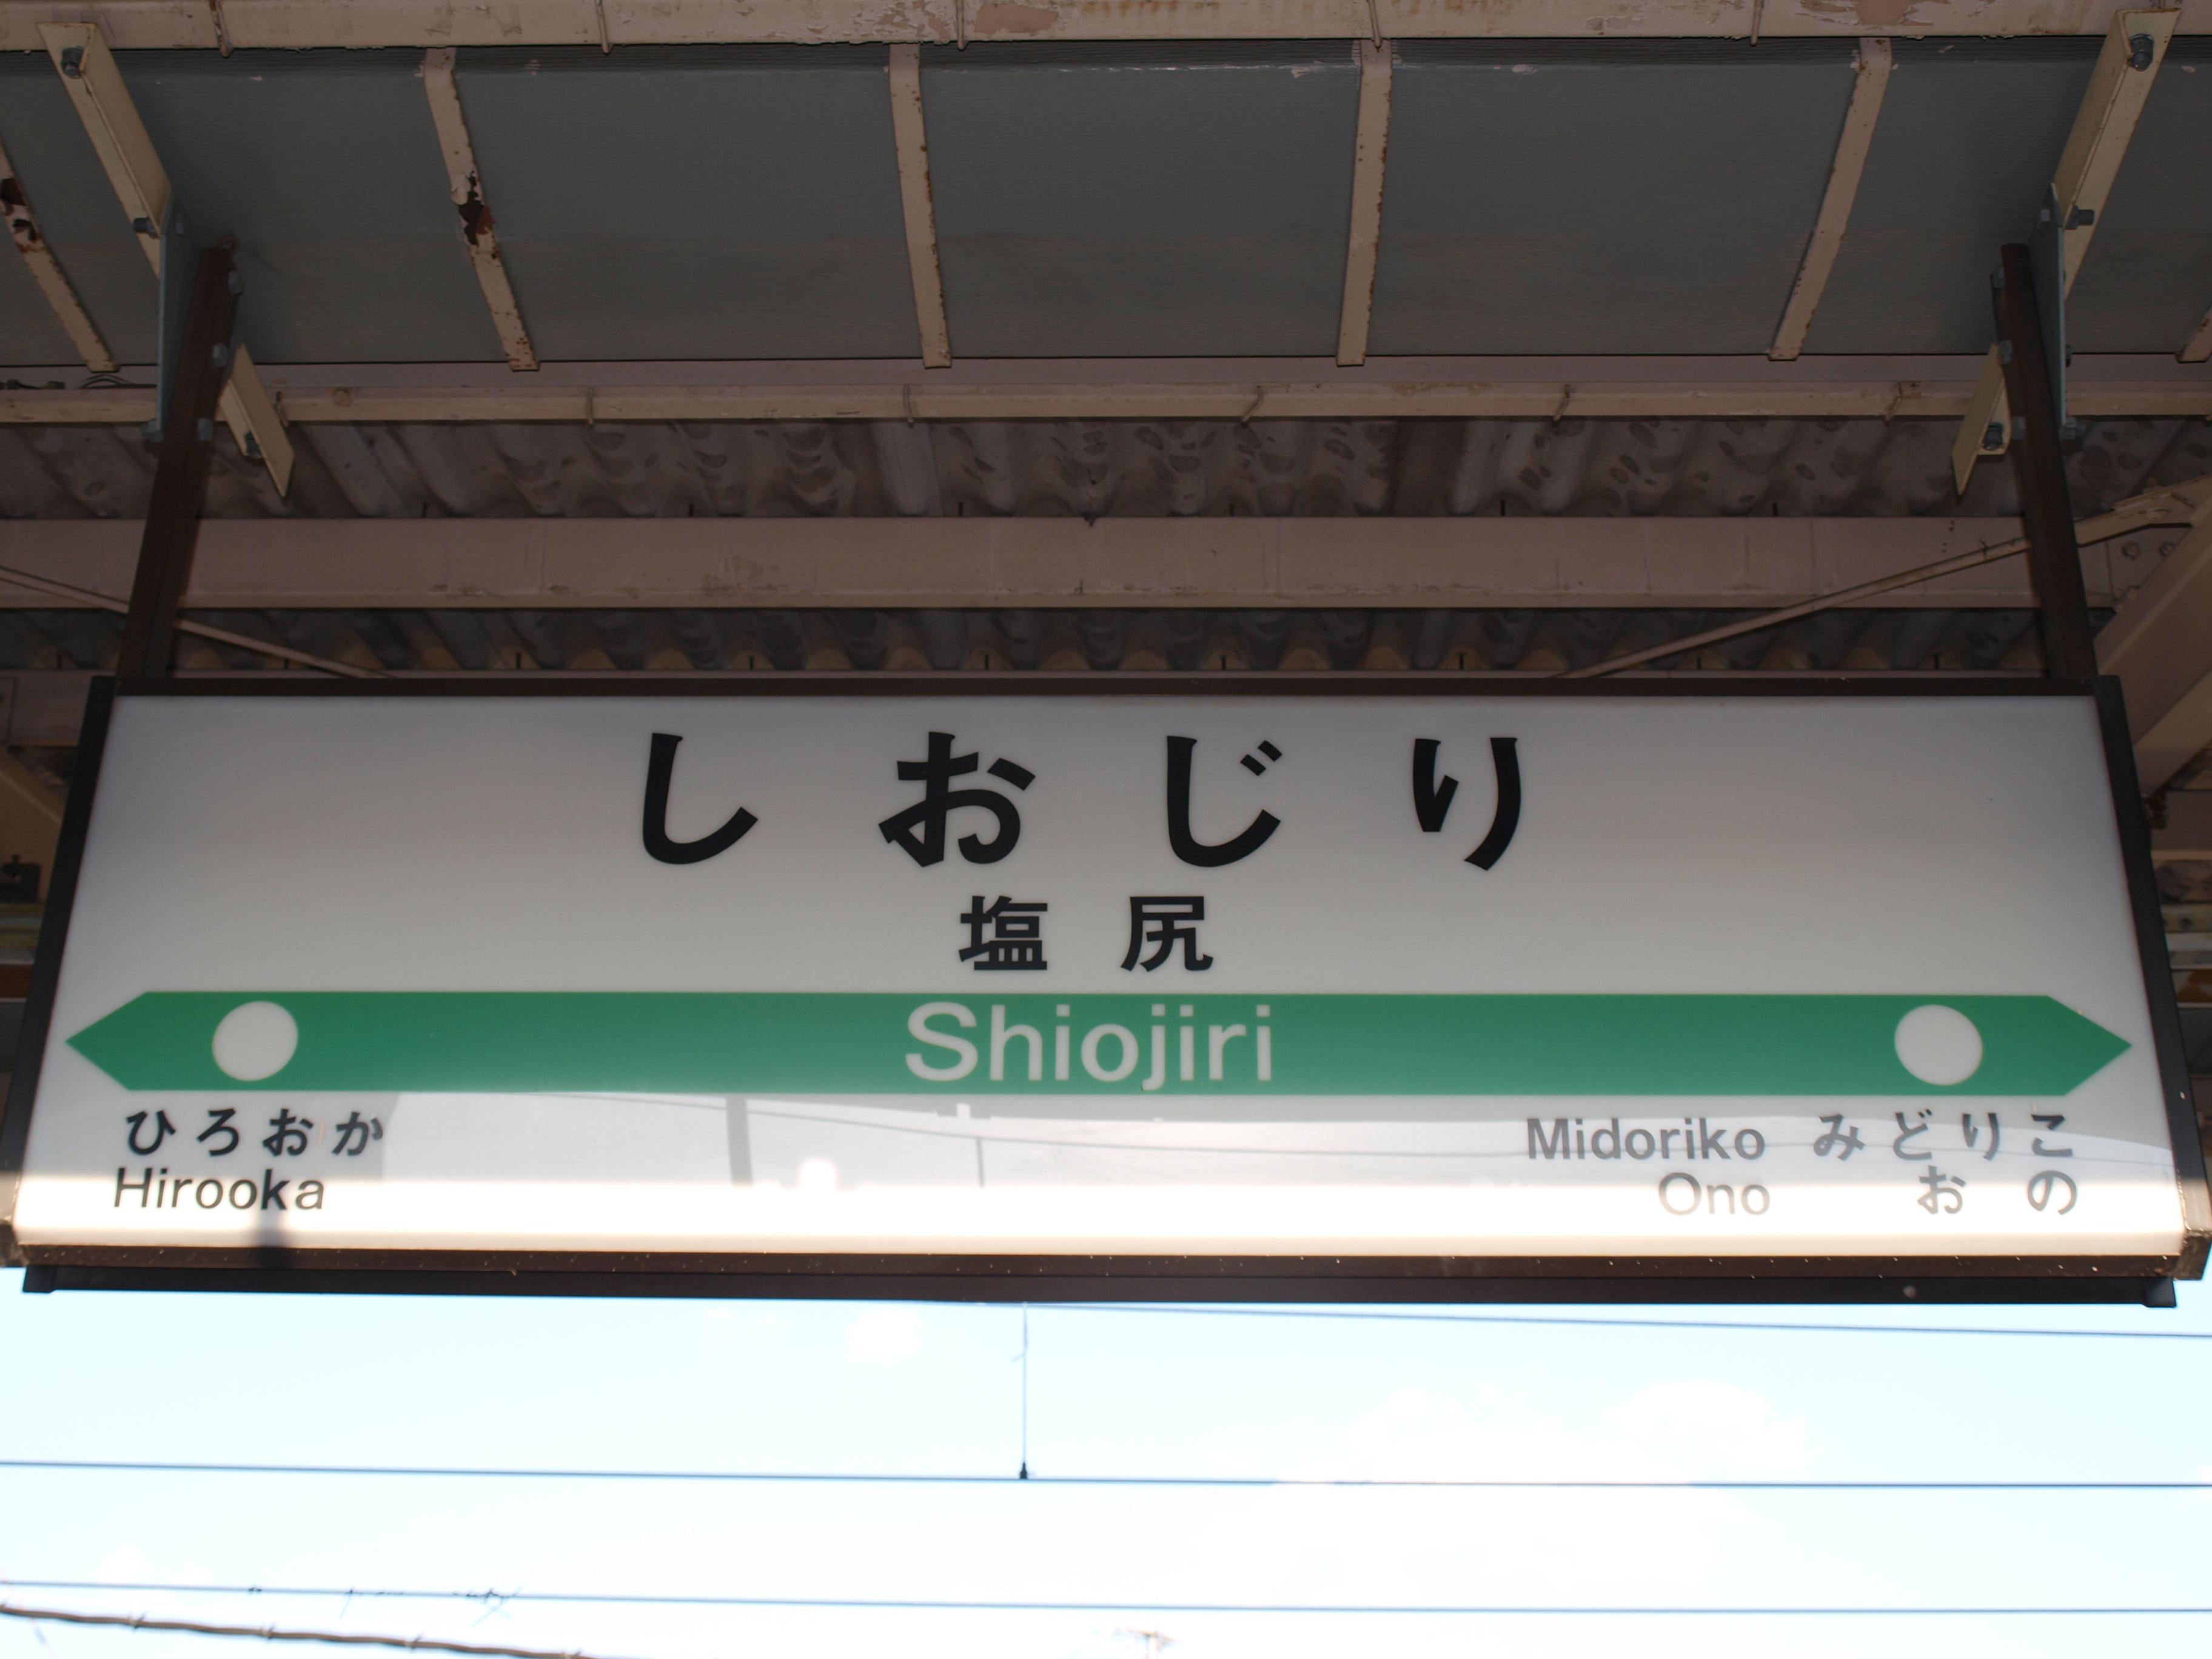 しおじり
塩尻
Shiojiri
ひろおか
Hirooka
Midoriko みどりこ
Ono おの